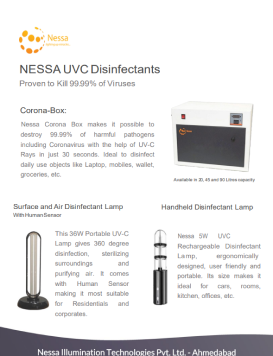 Nessa
NESSA UVC Disinfectants
Proven to Kill 99.99% of Viruses
Corona-Box:
Nessa Corona Box makes it possible to
destroy 99.99% of harmful pathogens
including Coronavirus with the help of UV-C
Rays in just 30 seconds. Ideal to disinfect
daily use objects like Laptop, mobiles, wallet,
groceries, etc.
Available in 30, 45 and 90 Litres capacity
Surface and Air Disinfectant Lamp
With Human Sensor
This 36W Portable UV-C
Lamp gives 360 degree
disinfection, sterilizing
surroundings and
purifying air. It comes
with Human Sensor
making it most suitable
for Residentials and
corporates.
Handheld Disinfectant Lamp
Nessa 5W UVC
Rechargeable Disinfectant
Lamp, ergonomically
designed, user friendly and
portable. Its size makes it
ideal for cars, rooms,
kitchen, offices, etc.
Nessa Illumination Technologies Pvt. Ltd. - Ahmedabad